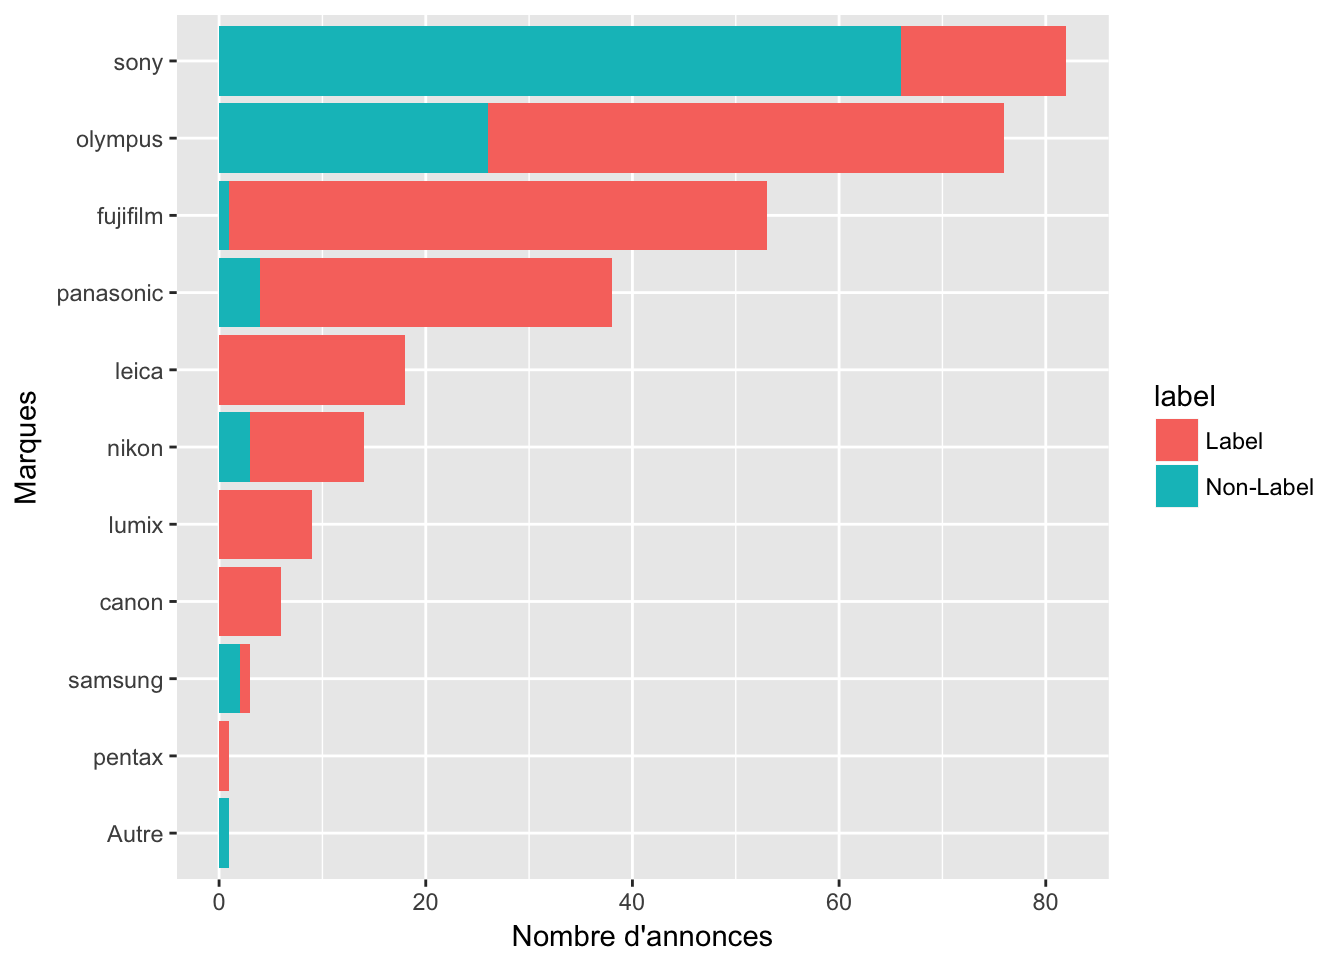 sony
olympus
fujifilm
panasonic
leica
nikon
lumix
canon
samsung
pentax
Autre
Marques
0 20 40 60 80
Nombre d'annonces
label
Label
Non-Label